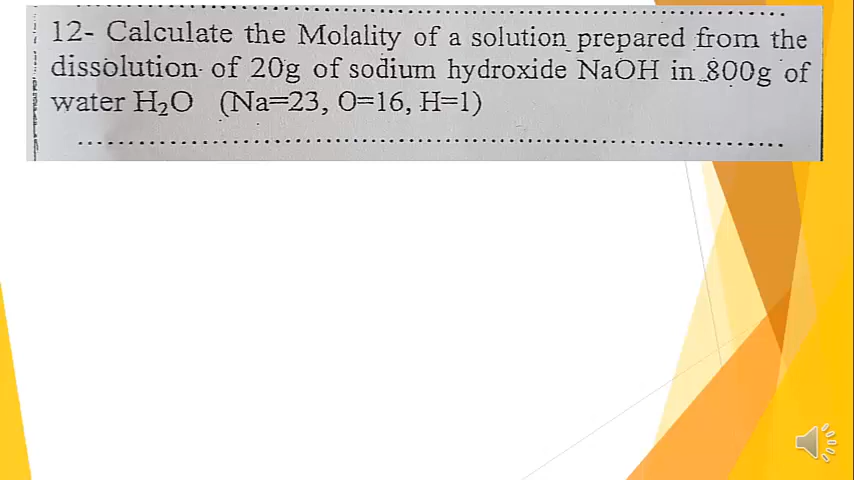 12- Calculate the Molality of a solution prepared from the
dissolution of 20g of sodium hydroxide NaOH in 800g of
water H₂O (Na=23, O=16, H=1)